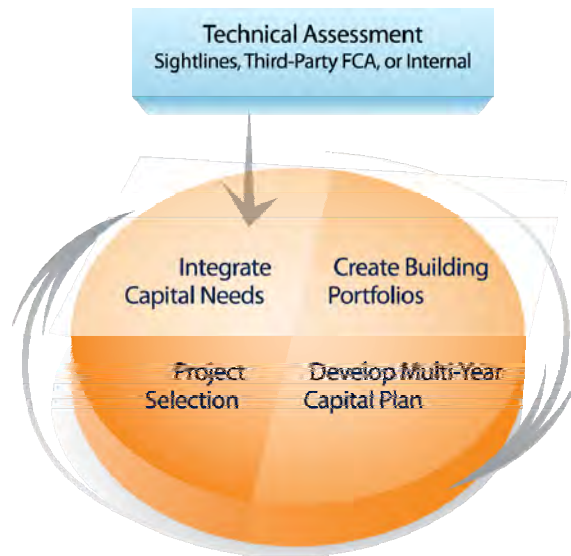 Technical Assessment
Sightlines, Third-Party FCA, or Internal
Integrate
Capital Needs
Create Building
Portfolios
Project
Selection
Develop Multi-Year
Capital Plan